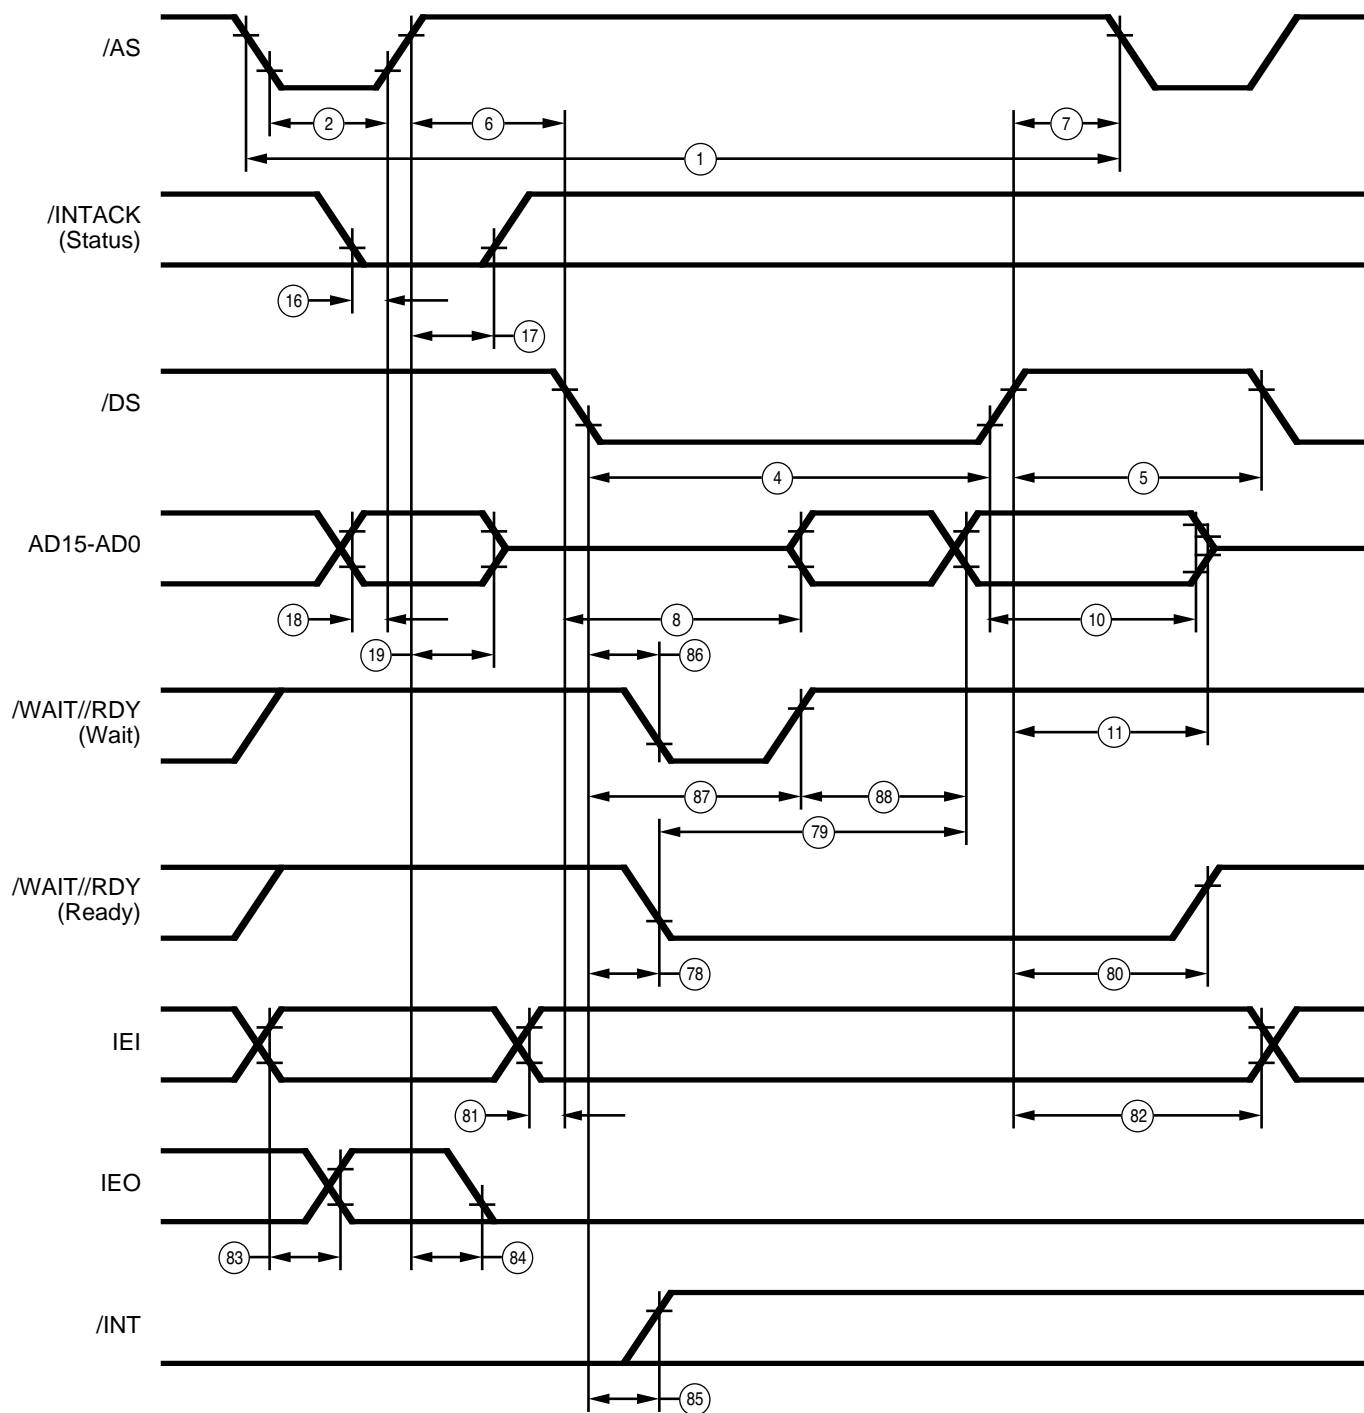 /AS
2
6
7
1
/INTACK
(Status)
16
17
/DS
4
5
AD15-AD0
18
8
10
19
86
/WAIT//RDY
(Wait)
11
87
88
79
/WAIT//RDY
(Ready)
78
80
IEI
81
82
IEO
83
84
/INT
85